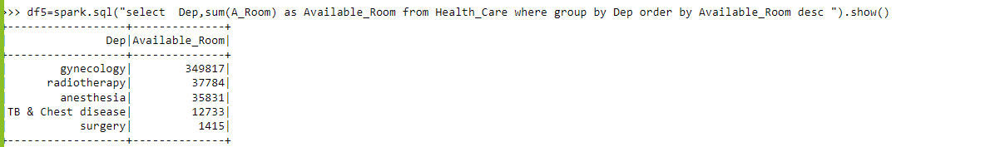 >>> df5=spark.sql("select  Dep,sum(A_Room) as Available_Room from Health_Care where group by Dep order by Available_Room desc ").show()
+------------------+--------------+
|               Dep|Available_Room|
+------------------+--------------+
|        gynecology|        349817|
|      radiotherapy|         37784|
|        anesthesia|         35831|
|TB & Chest disease|         12733|
|           surgery|          1415|
+------------------+--------------+